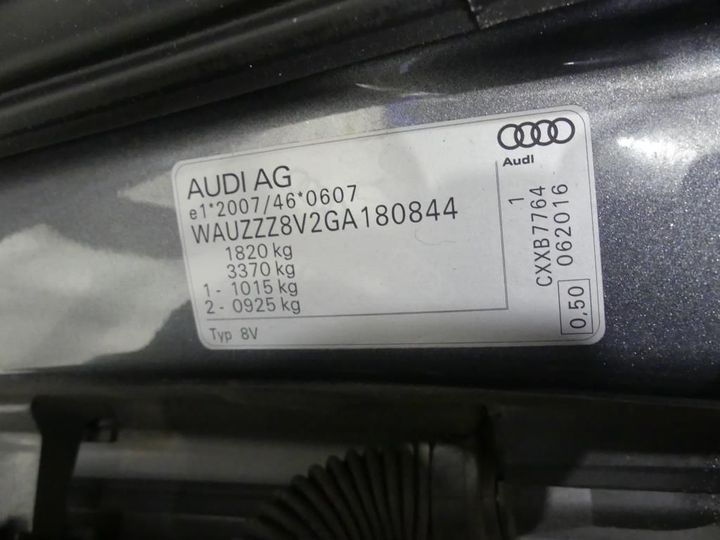 AUDI AG
e1*2007/46*0607
WAUZZZ8V2GA180844
1820 kg
3370 kg
1 - 1015 kg
2 - 0925 kg
Typ 8V
Audi
1
CXXB7764
062016
0,50